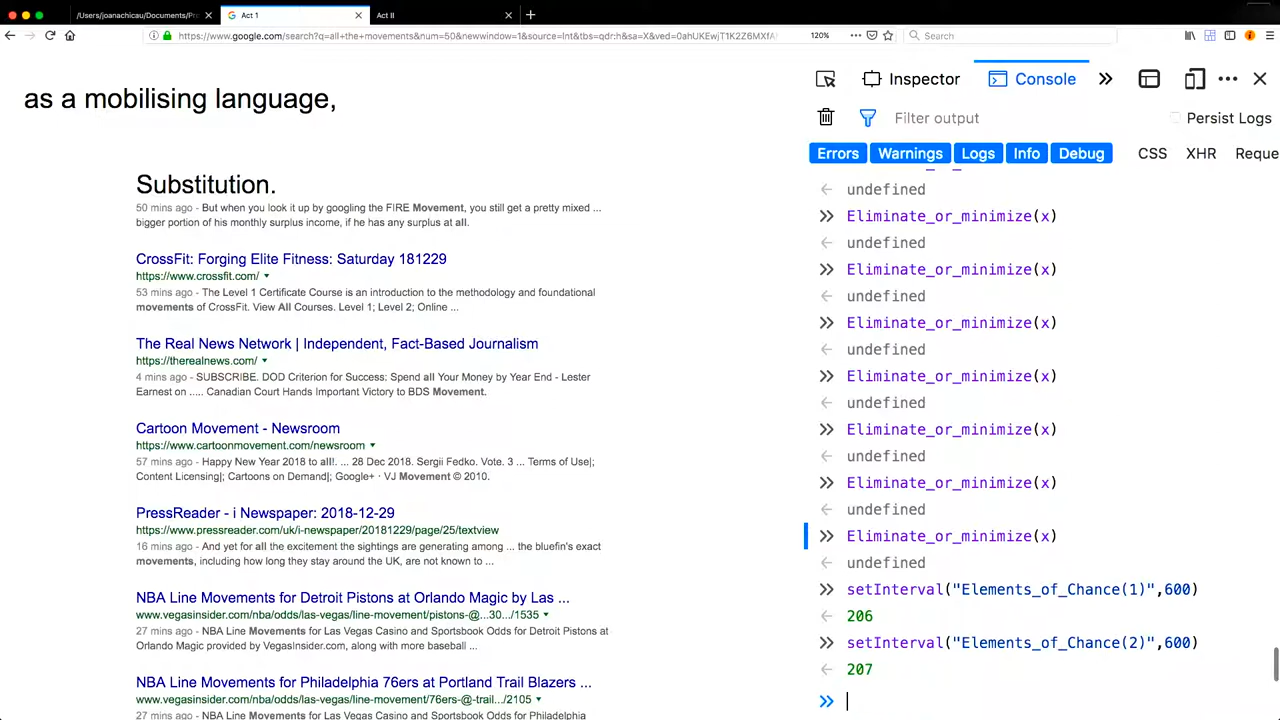 /Users/joanachicau/Documents/Pr
Act 1
Act II
https://www.google.com/search?q=all+the+movements&num=50&newwindow=1&source=lnt&tbs=qdr:h&sa=X&ved=0ahUKEwjT1K2Z6MXfA
120%
Search
as a mobilising language,
Substitution.
50 mins ago - But when you look it up by googling the FIRE Movement, you still get a pretty mixed ...
bigger portion of his monthly surplus income, if he has any surplus at all.
CrossFit: Forging Elite Fitness: Saturday 181229
https://www.crossfit.com/
53 mins ago - The Level 1 Certificate Course is an introduction to the methodology and foundational
movements of CrossFit. View All Courses. Level 1; Level 2; Online ...
The Real News Network | Independent, Fact-Based Journalism
https://therealnews.com/
4 mins ago - SUBSCRIBE. DOD Criterion for Success: Spend all Your Money by Year End - Lester
Earnest on ..... Canadian Court Hands Important Victory to BDS Movement.
Cartoon Movement - Newsroom
https://www.cartoonmovement.com/newsroom
57 mins ago - Happy New Year 2018 to all!. ... 28 Dec 2018. Sergii Fedko. Vote. 3 ... Terms of Use|;
Content Licensing|; Cartoons on Demand|; Google+ · VJ Movement © 2010.
PressReader - i Newspaper: 2018-12-29
https://www.pressreader.com/uk/i-newspaper/20181229/page/25/textview
16 mins ago - And yet for all the excitement the sightings are generating among ... the bluefin's exact
movements, including how long they stay around the UK, are not known to ...
NBA Line Movements for Detroit Pistons at Orlando Magic by Las ...
www.vegasinsider.com/nba/odds/las-vegas/line-movement/pistons-@...30.../1535
27 mins ago - NBA Line Movements for Las Vegas Casino and Sportsbook Odds for Detroit Pistons at
Orlando Magic provided by VegasInsider.com, along with more baseball ...
NBA Line Movements for Philadelphia 76ers at Portland Trail Blazers ...
www.vegasinsider.com/nba/odds/las-vegas/line-movement/76ers-@-trail.../2105
27 mins ago - NBA Line Movements for Las Vegas Casino and Sportsbook Odds for Philadelphia
Inspector
Console
Filter output
Persist Logs
Errors Warnings Logs Info Debug CSS XHR Reque
undefined
Eliminate_or_minimize(x)
undefined
Eliminate_or_minimize(x)
undefined
Eliminate_or_minimize(x)
undefined
Eliminate_or_minimize(x)
undefined
Eliminate_or_minimize(x)
undefined
Eliminate_or_minimize(x)
undefined
Eliminate_or_minimize(x)
undefined
setInterval("Elements_of_Chance(1)",600)
206
setInterval("Elements_of_Chance(2)",600)
207